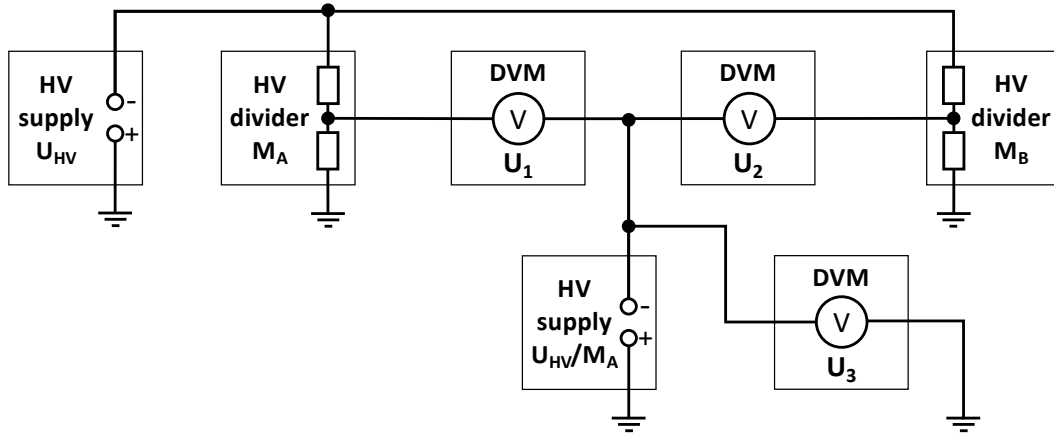 HV
supply
U_HV
-
+
HV
divider
M_A
DVM
V
U_1
DVM
V
U_2
HV
divider
M_B
HV
supply
U_HV/M_A
-
+
DVM
V
U_3